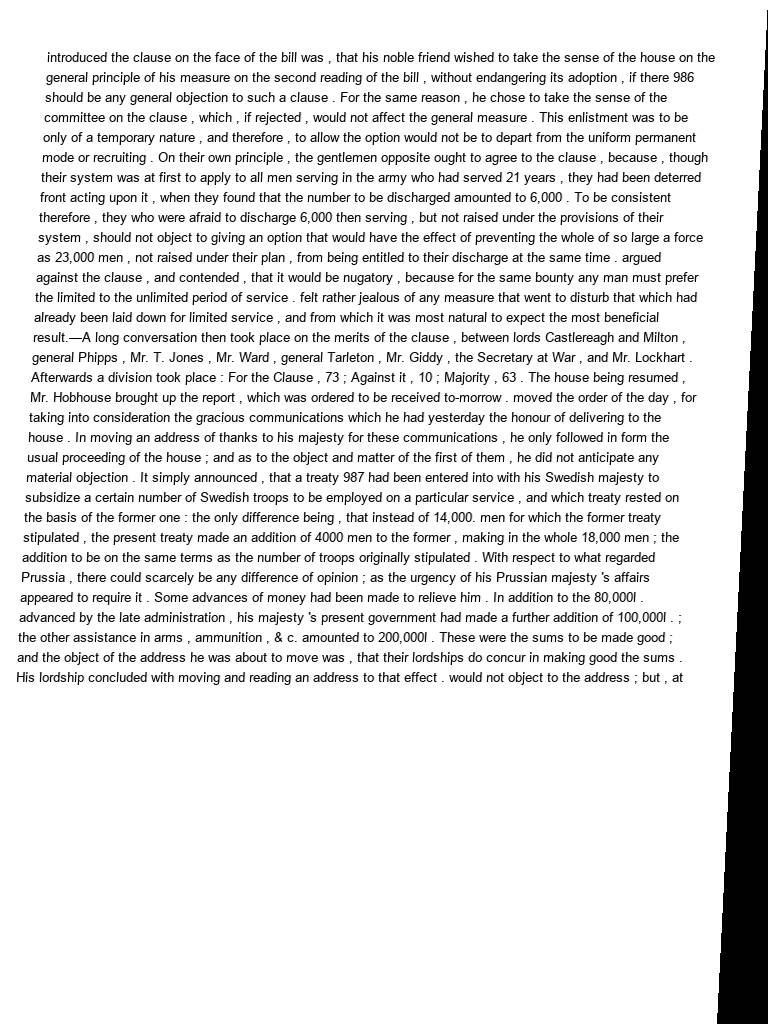 introduced the clause on the face of the bill was , that his noble friend wished to take the sense of the house on the
general principle of his measure on the second reading of the bill , without endangering its adoption , if there 986
should be any general objection to such a clause . For the same reason , he chose to take the sense of the
committee on the clause , which , if rejected , would not affect the general measure . This enlistment was to be
only of a temporary nature , and therefore , to allow the option would not be to depart from the uniform permanent
mode or recruiting . On their own principle , the gentlemen opposite ought to agree to the clause , because , though
their system was at first to apply to all men serving in the army who had served 21 years , they had been deterred
front acting upon it , when they found that the number to be discharged amounted to 6,000 . To be consistent
therefore , they who were afraid to discharge 6,000 then serving , but not raised under the provisions of their
system , should not object to giving an option that would have the effect of preventing the whole of so large a force
as 23,000 men , not raised under their plan , from being entitled to their discharge at the same time . argued
against the clause , and contended , that it would be nugatory , because for the same bounty any man must prefer
the limited to the unlimited period of service . felt rather jealous of any measure that went to disturb that which had
already been laid down for limited service , and from which it was most natural to expect the most beneficial
result.—A long conversation then took place on the merits of the clause , between lords Castlereagh and Milton ,
general Phipps , Mr. T. Jones , Mr. Ward , general Tarleton , Mr. Giddy , the Secretary at War , and Mr. Lockhart .
Afterwards a division took place : For the Clause , 73 ; Against it , 10 ; Majority , 63 . The house being resumed ,
Mr. Hobhouse brought up the report , which was ordered to be received to-morrow . moved the order of the day , for
taking into consideration the gracious communications which he had yesterday the honour of delivering to the
house . In moving an address of thanks to his majesty for these communications , he only followed in form the
usual proceeding of the house ; and as to the object and matter of the first of them , he did not anticipate any
material objection . It simply announced , that a treaty 987 had been entered into with his Swedish majesty to
subsidize a certain number of Swedish troops to be employed on a particular service , and which treaty rested on
the basis of the former one : the only difference being , that instead of 14,000. men for which the former treaty
stipulated , the present treaty made an addition of 4000 men to the former , making in the whole 18,000 men ; the
addition to be on the same terms as the number of troops originally stipulated . With respect to what regarded
Prussia , there could scarcely be any difference of opinion ; as the urgency of his Prussian majesty 's affairs
appeared to require it . Some advances of money had been made to relieve him . In addition to the 80,000l .
advanced by the late administration , his majesty 's present government had made a further addition of 100,000l . ;
the other assistance in arms , ammunition , & c. amounted to 200,000l . These were the sums to be made good ;
and the object of the address he was about to move was , that their lordships do concur in making good the sums .
His lordship concluded with moving and reading an address to that effect . would not object to the address ; but , at